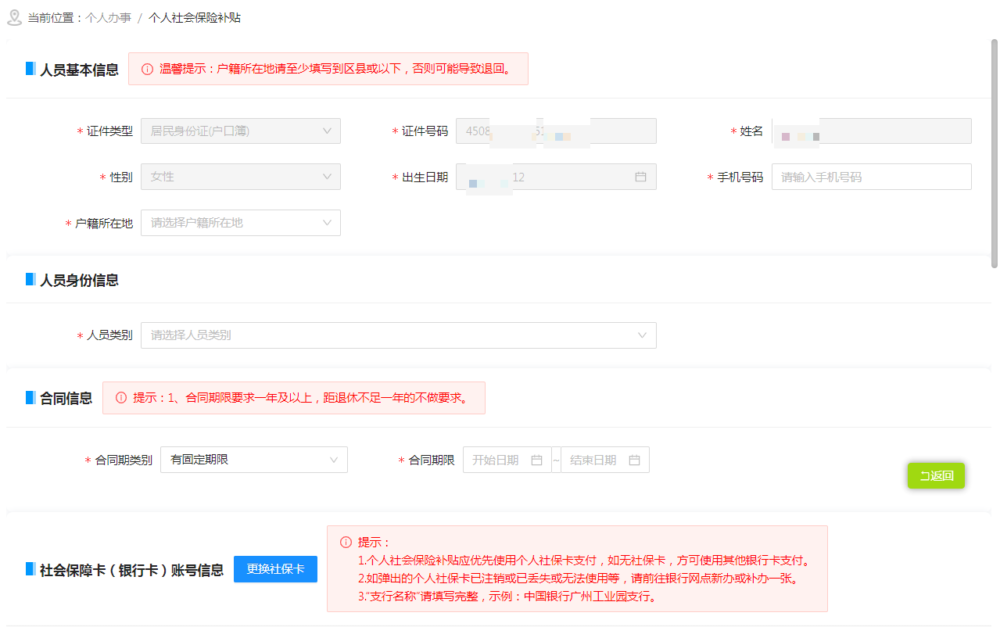 当前位置：个人办事 / 个人社会保险补贴
人员基本信息
温馨提示：户籍所在地请至少填写到区县或以下，否则可能导致退回。
* 证件类型 居民身份证(户口簿) * 证件号码 4508 51 * 姓名
* 性别 女性 * 出生日期 12 * 手机号码 请输入手机号码
* 户籍所在地 请选择户籍所在地
人员身份信息
* 人员类别 请选择人员类别
合同信息
提示：1、合同期限要求一年及以上，距退休不足一年的不做要求。
* 合同期类别 有固定期限 * 合同期限 开始日期 ~ 结束日期
返回
社会保障卡（银行卡）账号信息 更换社保卡
提示：
1.个人社会保险补贴应优先使用个人社保卡支付，如无社保卡，方可使用其他银行卡支付。
2.如弹出的个人社保卡已注销或已丢失或无法使用等，请前往银行网点新办或补办一张。
3."支行名称"请填写完整，示例：中国银行广州工业园支行。